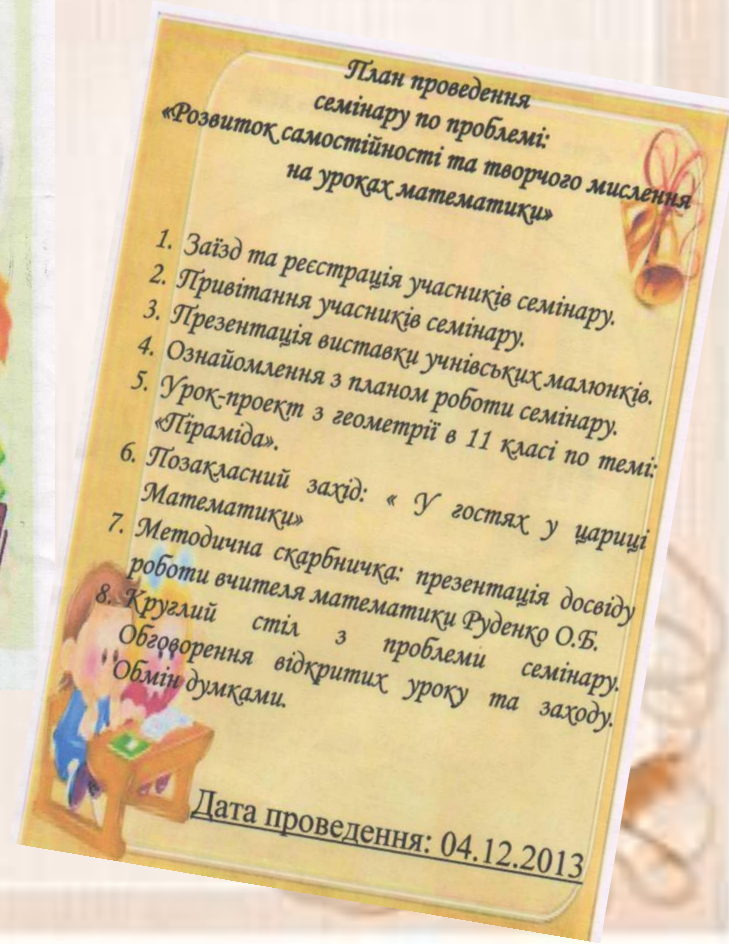 План проведення
семінару по проблемі:
«Розвиток самостійності та творчого мислення
на уроках математики»
1. Заїзд та реєстрація учасників семінару.
2. Привітання учасників семінару.
3. Презентація виставки учнівських малюнків.
4. Ознайомлення з планом роботи семінару.
5. Урок-проект з геометрії в 11 класі по темі:
«Піраміда».
6. Позакласний захід: « У гостях у цариці
Математики»
7. Методична скарбничка: презентація досвіду
роботи вчителя математики Руденко О.Б.
8. Круглий стіл з проблеми семінару.
Обговорення відкритих уроку та заходу.
Обмін думками.
Дата проведення: 04.12.2013